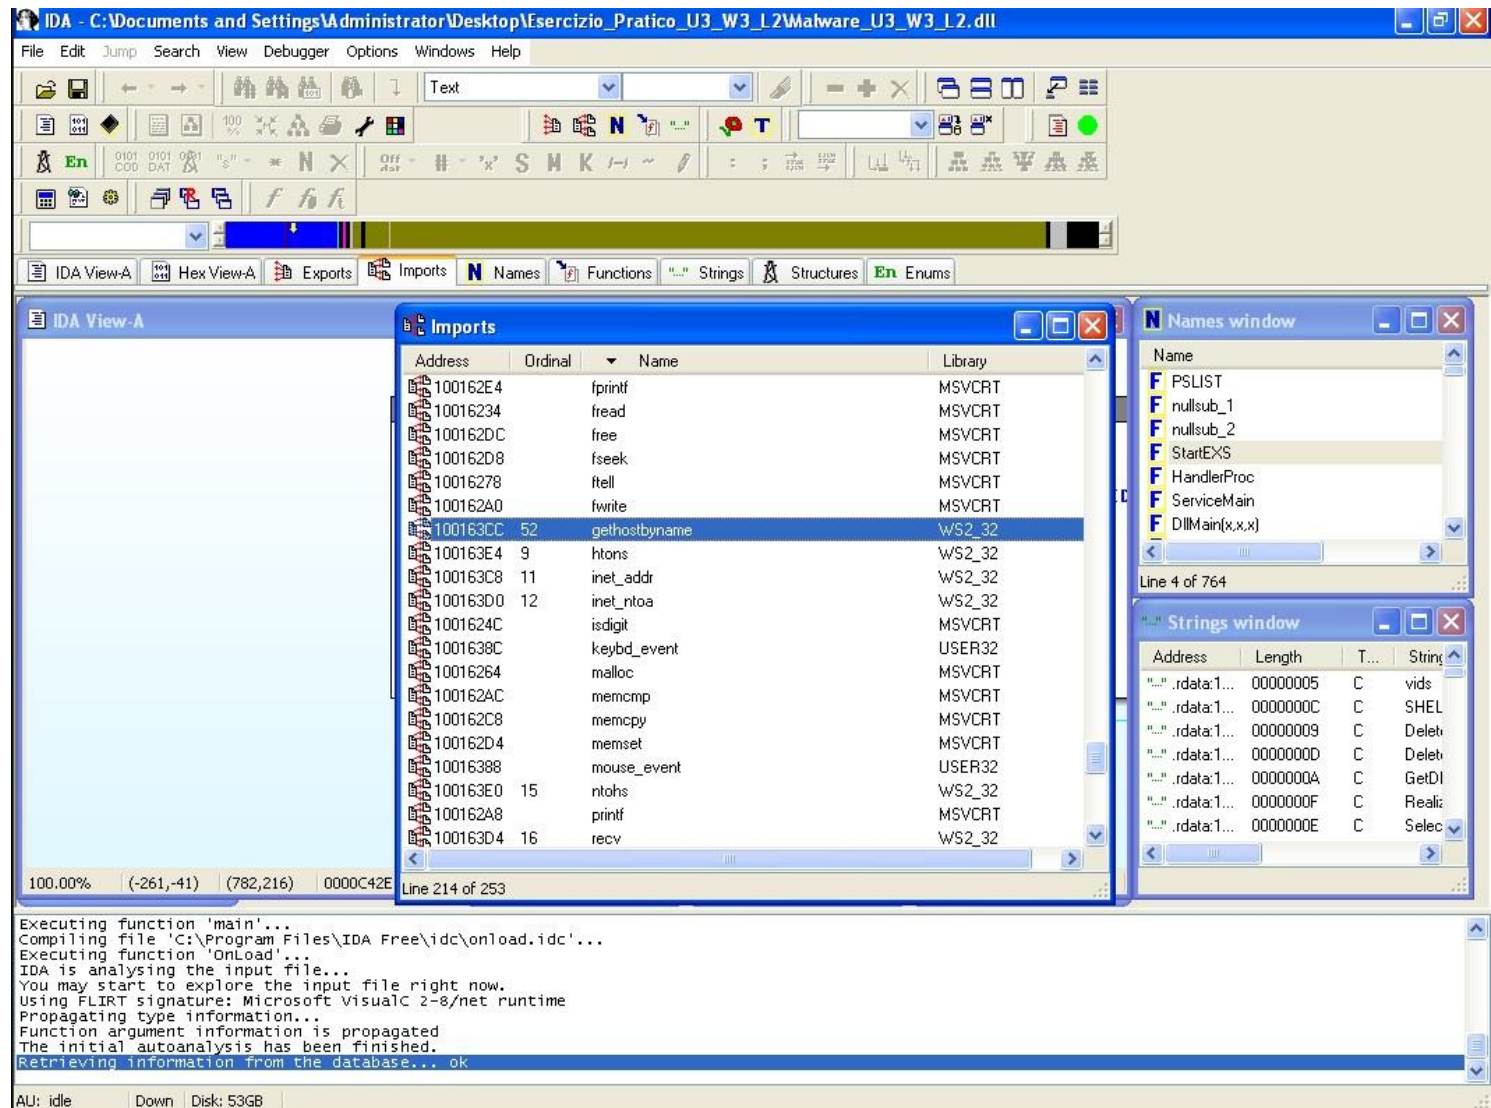 IDA - C:\Documents and Settings\Administrator\Desktop\Esercizio_Pratico_U3_W3_L2\Malware_U3_W3_L2.dll
File Edit Jump Search View Debugger Options Windows Help
Text
IDA View-A Hex View-A Exports Imports N Names Functions Strings Structures En Enums
IDA View-A
Imports
Address Ordinal Name Library
100162E4 fprintf MSVCRT
10016234 fread MSVCRT
100162DC free MSVCRT
100162D8 fseek MSVCRT
10016278 ftell MSVCRT
100162A0 fwrite MSVCRT
100163CC 52 gethostbyname WS2_32
100163E4 9 htons WS2_32
100163C8 11 inet_addr WS2_32
100163D0 12 inet_ntoa WS2_32
1001624C isdigit MSVCRT
1001638C keybd_event USER32
10016264 malloc MSVCRT
100162AC memcmp MSVCRT
100162C8 memcpy MSVCRT
100162D4 memset MSVCRT
10016388 mouse_event USER32
100163E0 15 ntohs WS2_32
100162A8 printf MSVCRT
100163D4 16 recv WS2_32
Line 214 of 253
N Names window
Name
F PSLIST
F nullsub_1
F nullsub_2
F StartEXS
F HandlerProc
F ServiceMain
F DllMain(x,x,x)
Line 4 of 764
"..." Strings window
Address Length T... String
"..." .rdata:1... 00000005 C vids
"..." .rdata:1... 0000000C C SHEL
"..." .rdata:1... 00000009 C Delet
"..." .rdata:1... 0000000D C Delet
"..." .rdata:1... 0000000A C GetDI
"..." .rdata:1... 0000000F C Realiz
"..." .rdata:1... 0000000E C Selec
100.00% (-261,-41) (782,216) 0000C42E
Executing function 'main'...
Compiling file 'C:\Program Files\IDA Free\idc\onload.idc'...
Executing function 'OnLoad'...
IDA is analysing the input file...
You may start to explore the input file right now.
Using FLIRT signature: Microsoft VisualC 2-8/net runtime
Propagating type information...
Function argument information is propagated
The initial autoanalysis has been finished.
Retrieving information from the database... ok
AU: idle Down Disk: 53GB